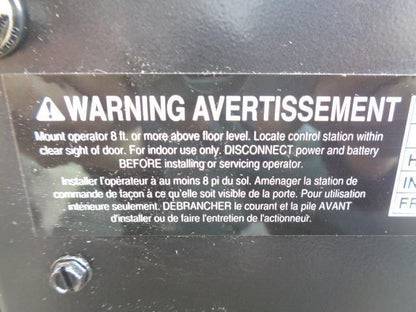 WARNING AVERTISSEMENT
Mount operator 8 ft. or more above floor level. Locate control station within
clear sight of door. For indoor use only. DISCONNECT power and battery
BEFORE installing or servicing operator.
Installer l'opérateur à au moins 8 pi du sol. Aménager la station de
commande de façon à ce qu'elle soit visible de la porte. Pour utilisation
intérieure seulement. DÉBRANCHER le courant et la pile AVANT
d'installer ou de faire l'entretien de l'actionneur.
H
IN
FF